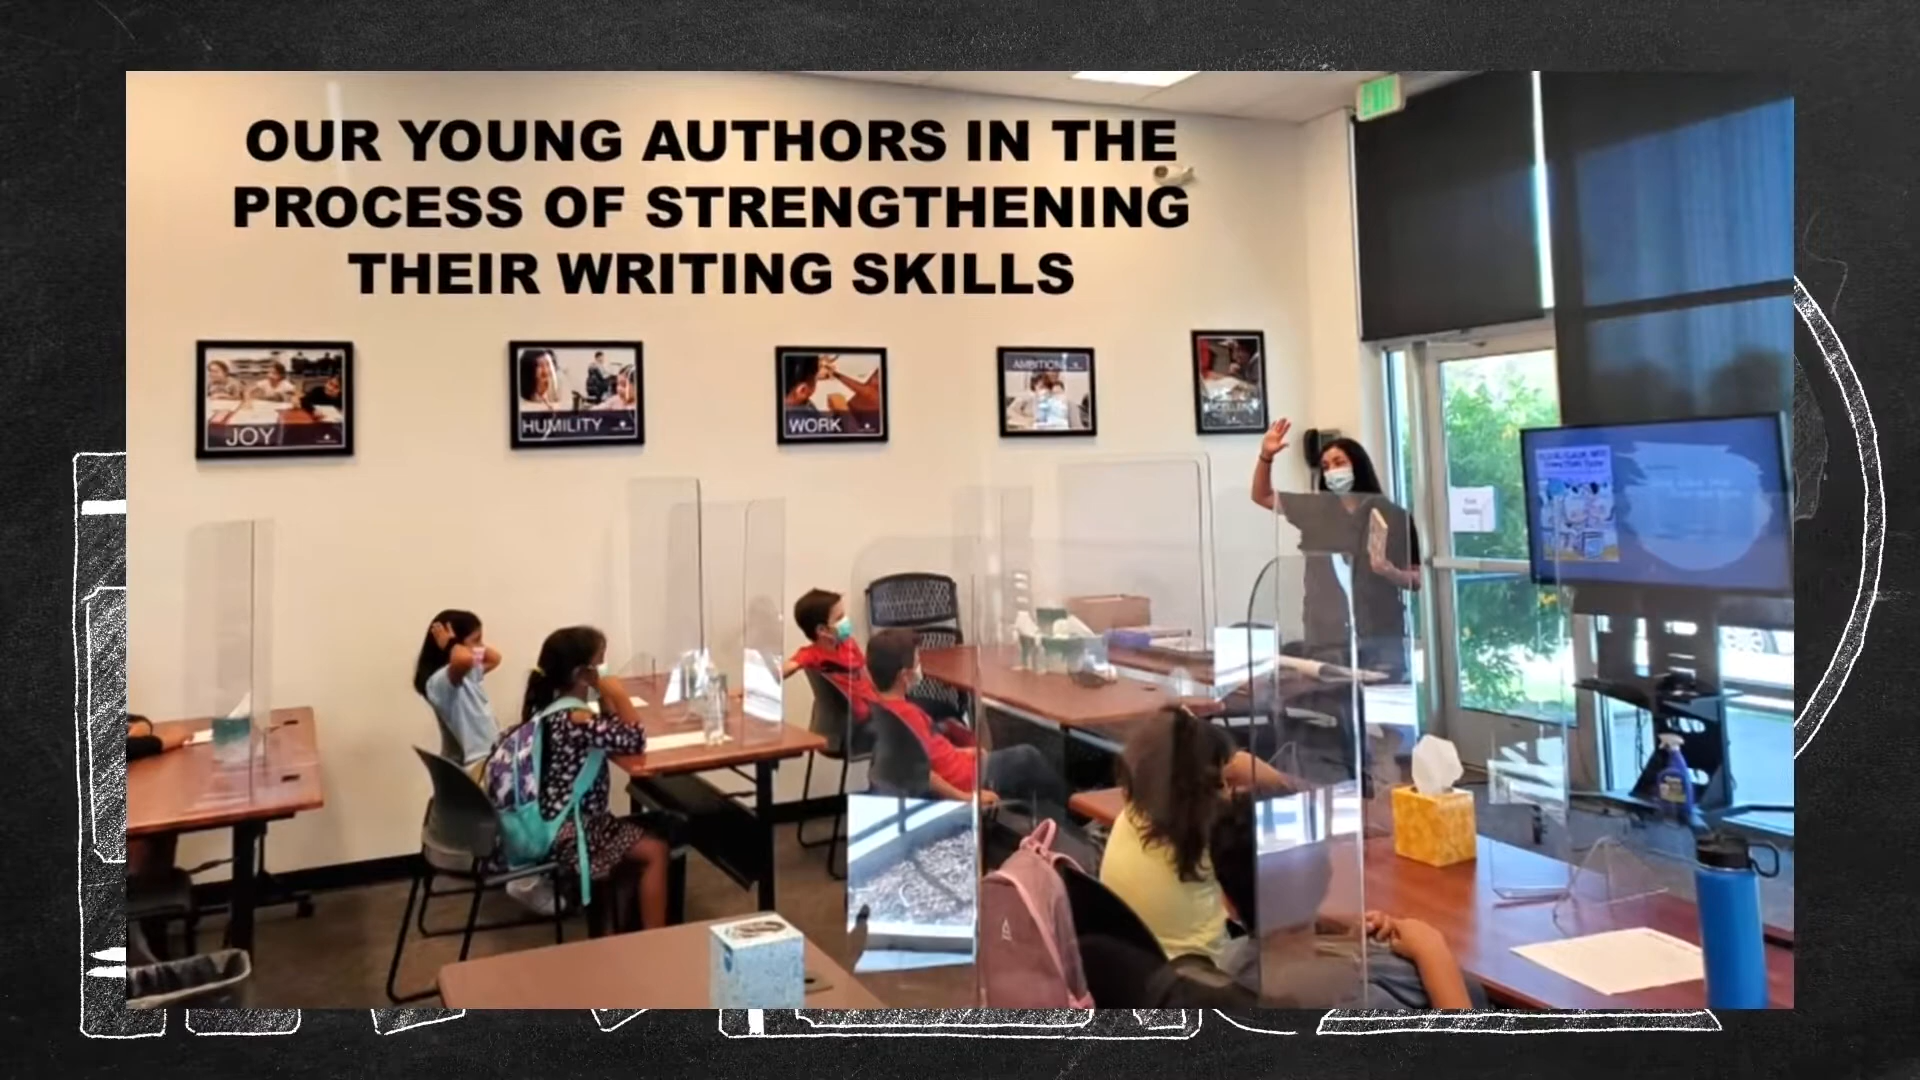 OUR YOUNG AUTHORS IN THE
PROCESS OF STRENGTHENING
THEIR WRITING SKILLS
JOY
HUMILITY
WORK
AMBITION